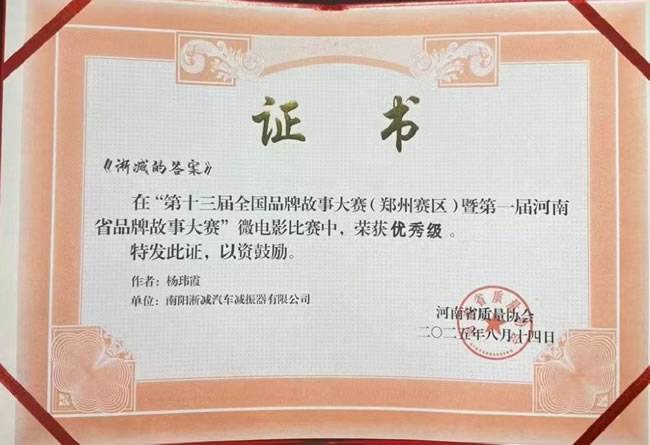 证 书
《淅减的答案》
在“第十三届全国品牌故事大赛(郑州赛区)暨第一届河南
省品牌故事大赛”微电影比赛中，荣获优秀级。
特发此证，以资鼓励。
作者：杨玮霞
单位：南阳淅减汽车减振器有限公司
河南省质量协会
二〇二五年八月十四日